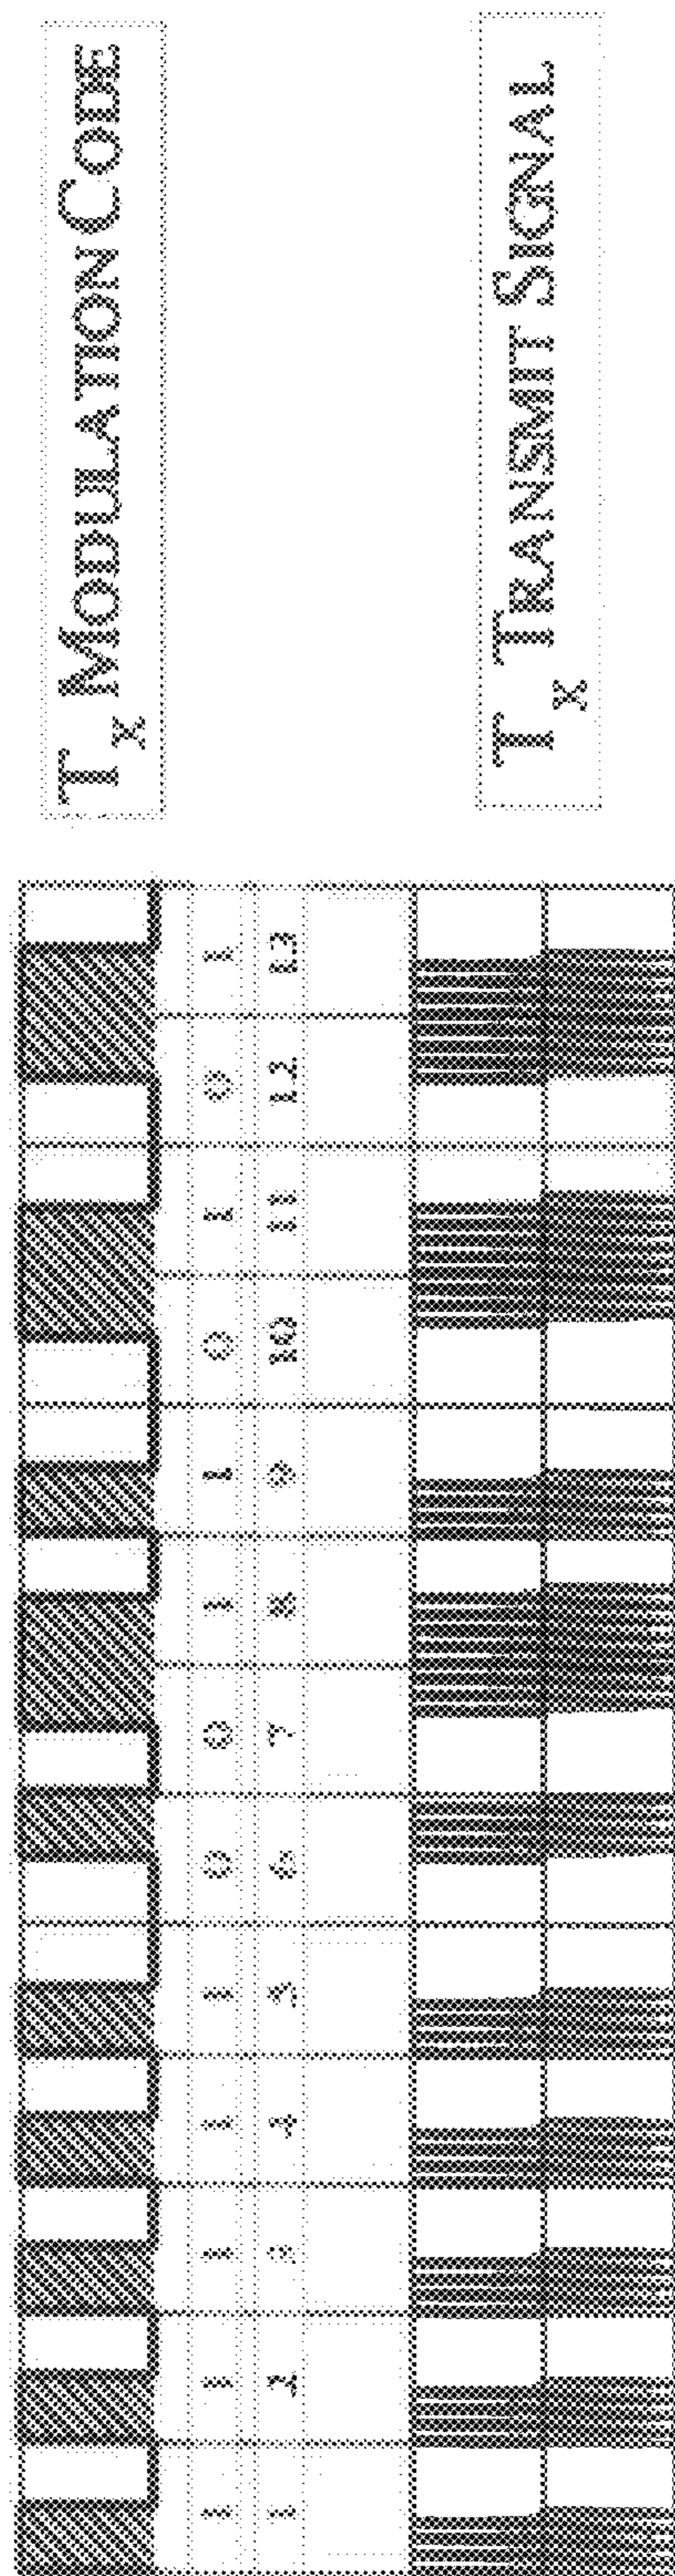 Tx MODULATION CODE
1 1 1 1 1 0 0 1 1 0 1 0 1
1 2 3 4 5 6 7 8 9 10 11 12 13
Tx TRANSMIT SIGNAL